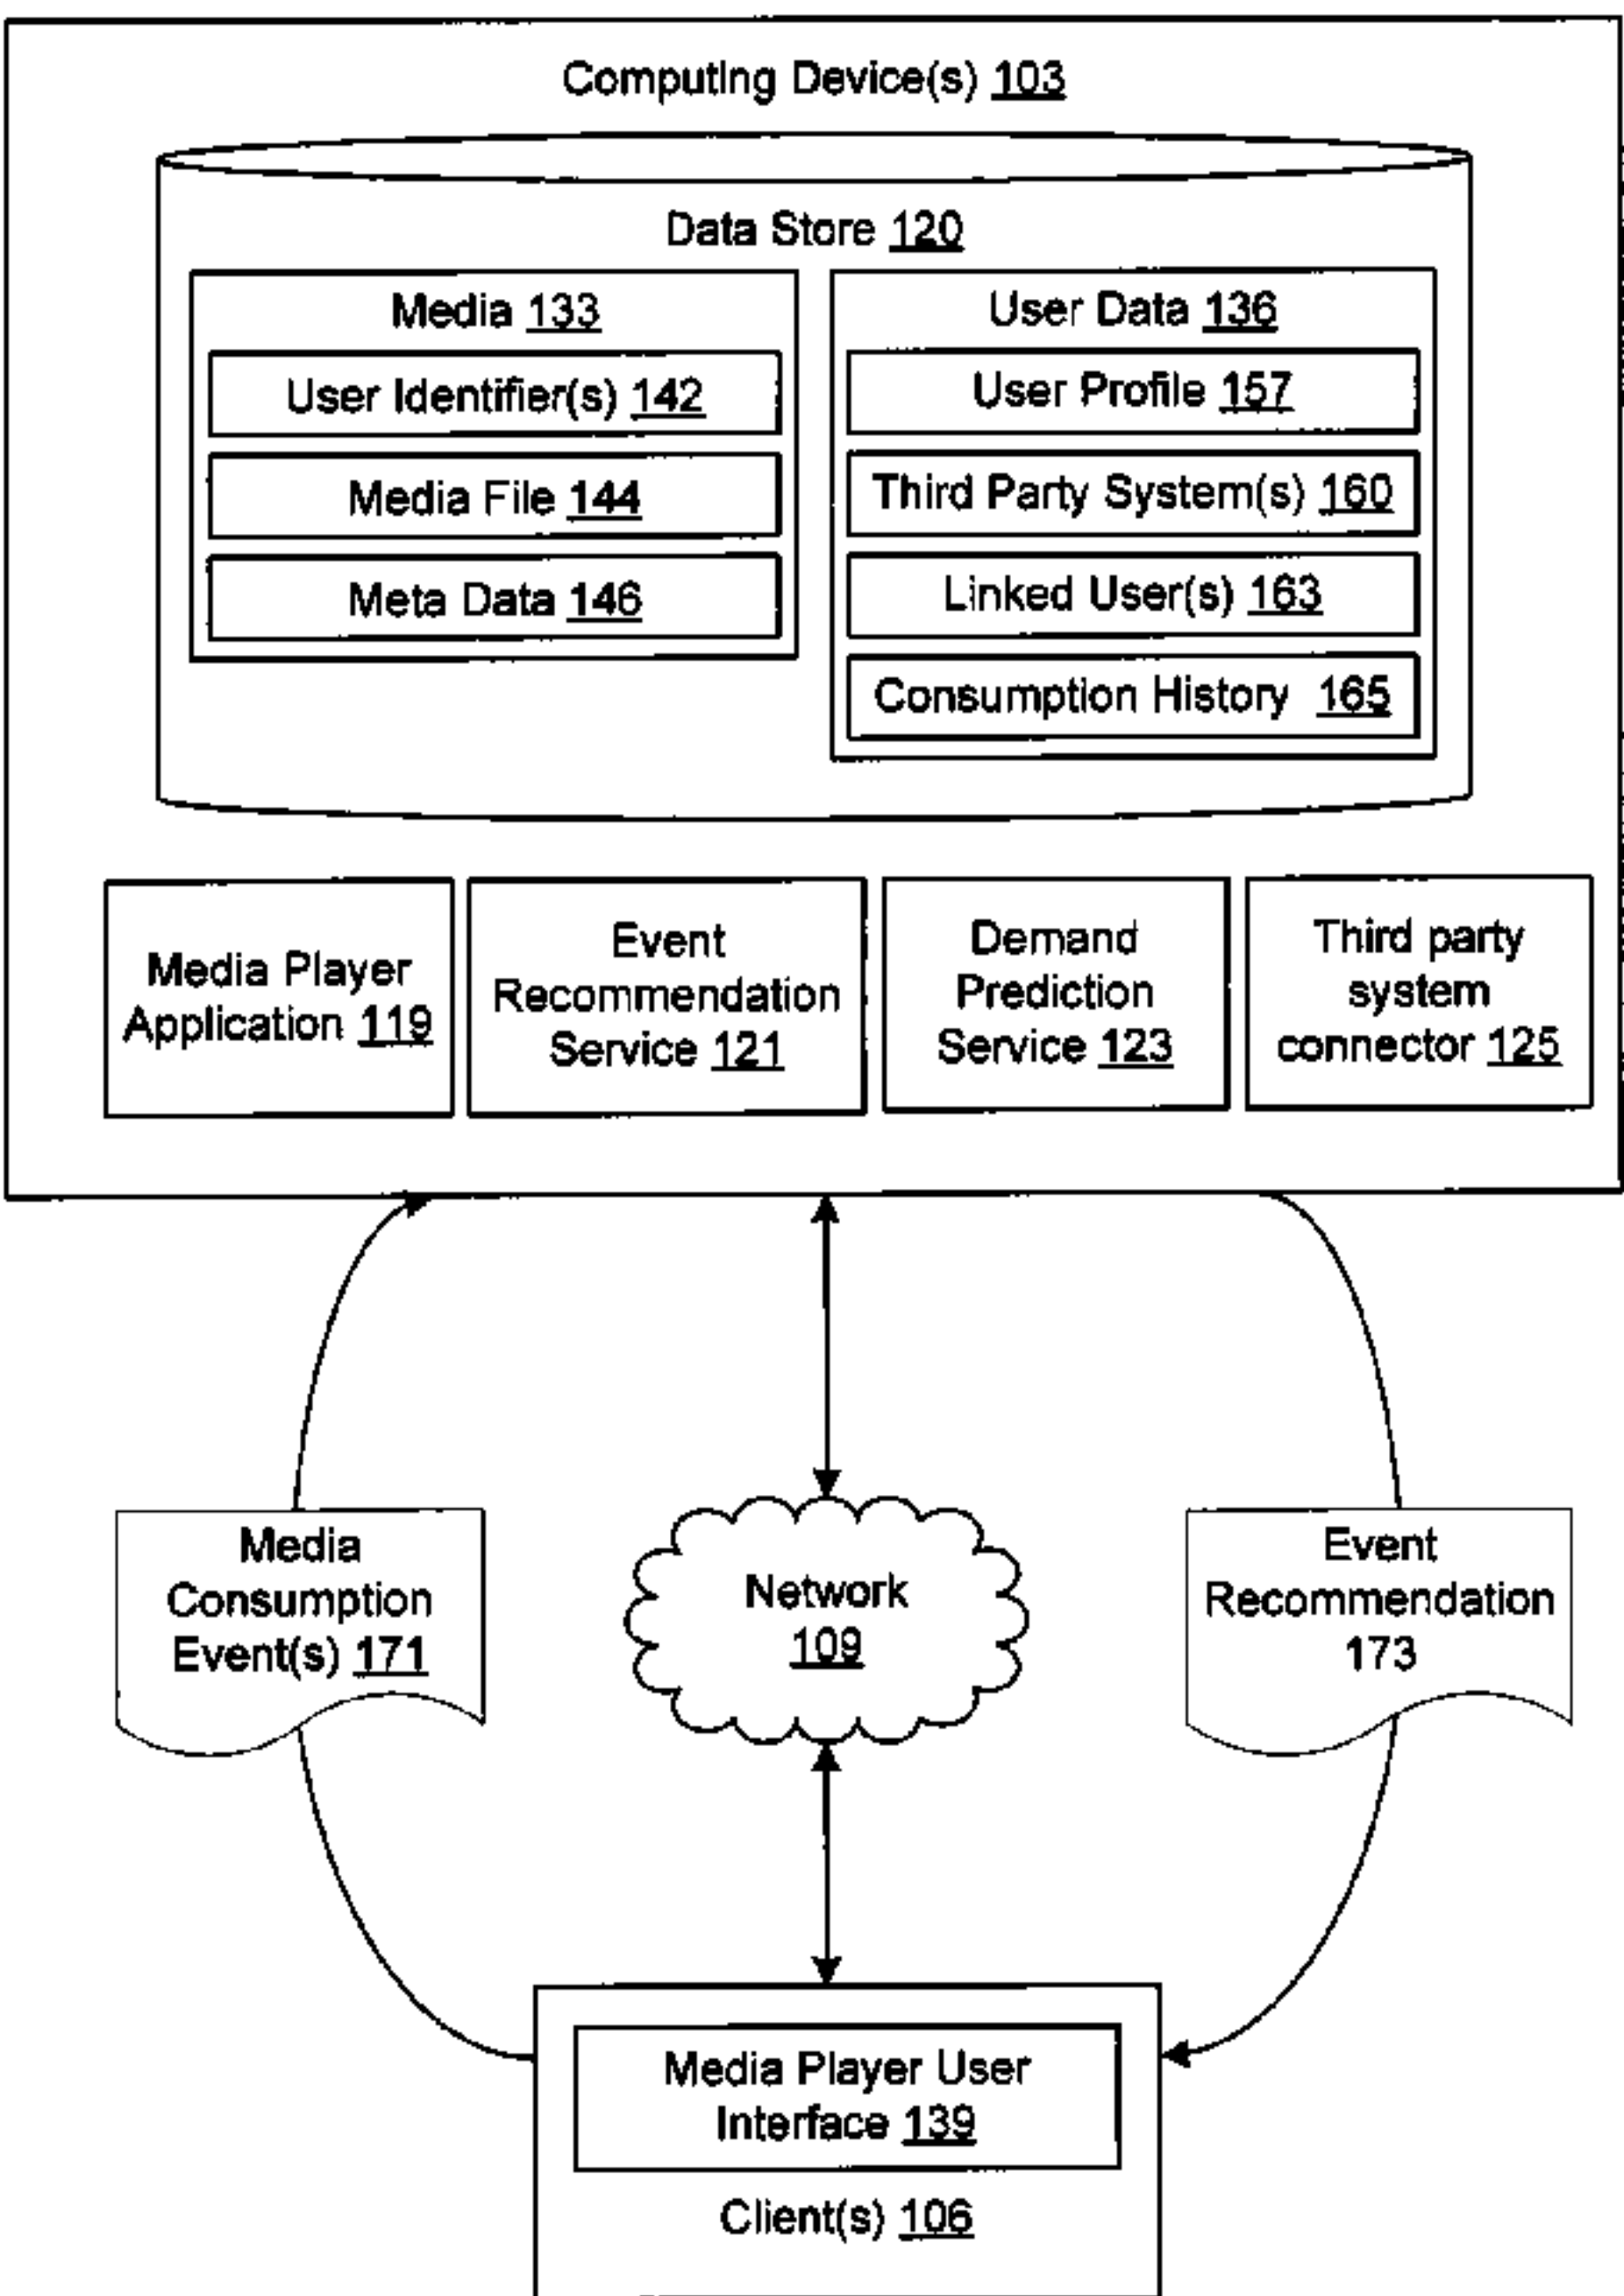 Computing Device(s) 103
Data Store 120
Media 133
User Identifier(s) 142
Media File 144
Meta Data 146
User Data 136
User Profile 157
Third Party System(s) 160
Linked User(s) 163
Consumption History 165
Media Player
Application 119
Event
Recommendation
Service 121
Demand
Prediction
Service 123
Third party
system
connector 125
Media
Consumption
Event(s) 171
Network
109
Event
Recommendation
173
Media Player User
Interface 139
Client(s) 106